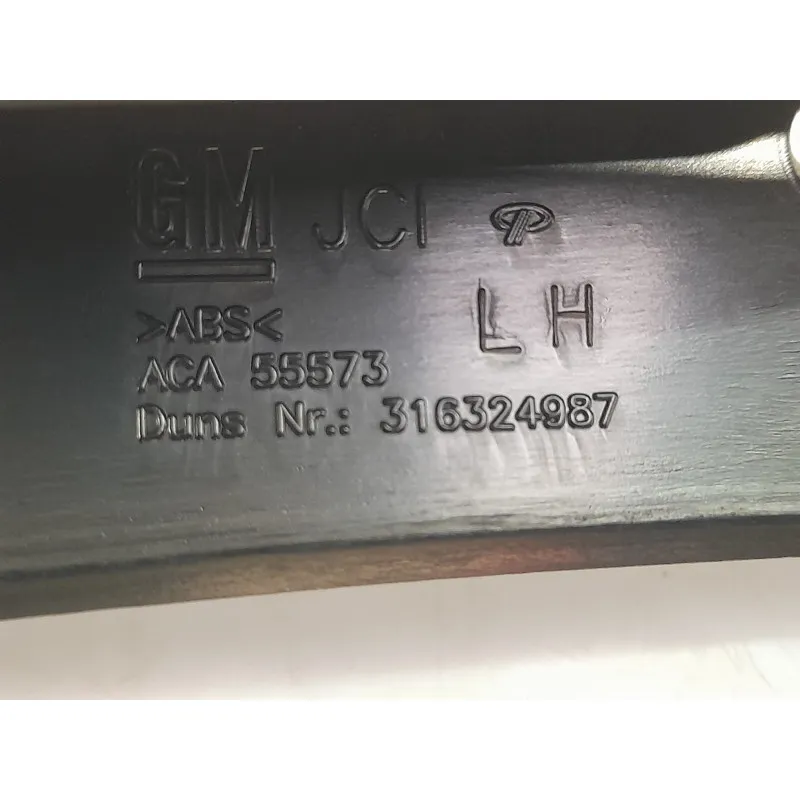 GM JCI
LH
>ABS<
ACA 55573
Duns Nr.: 316324987